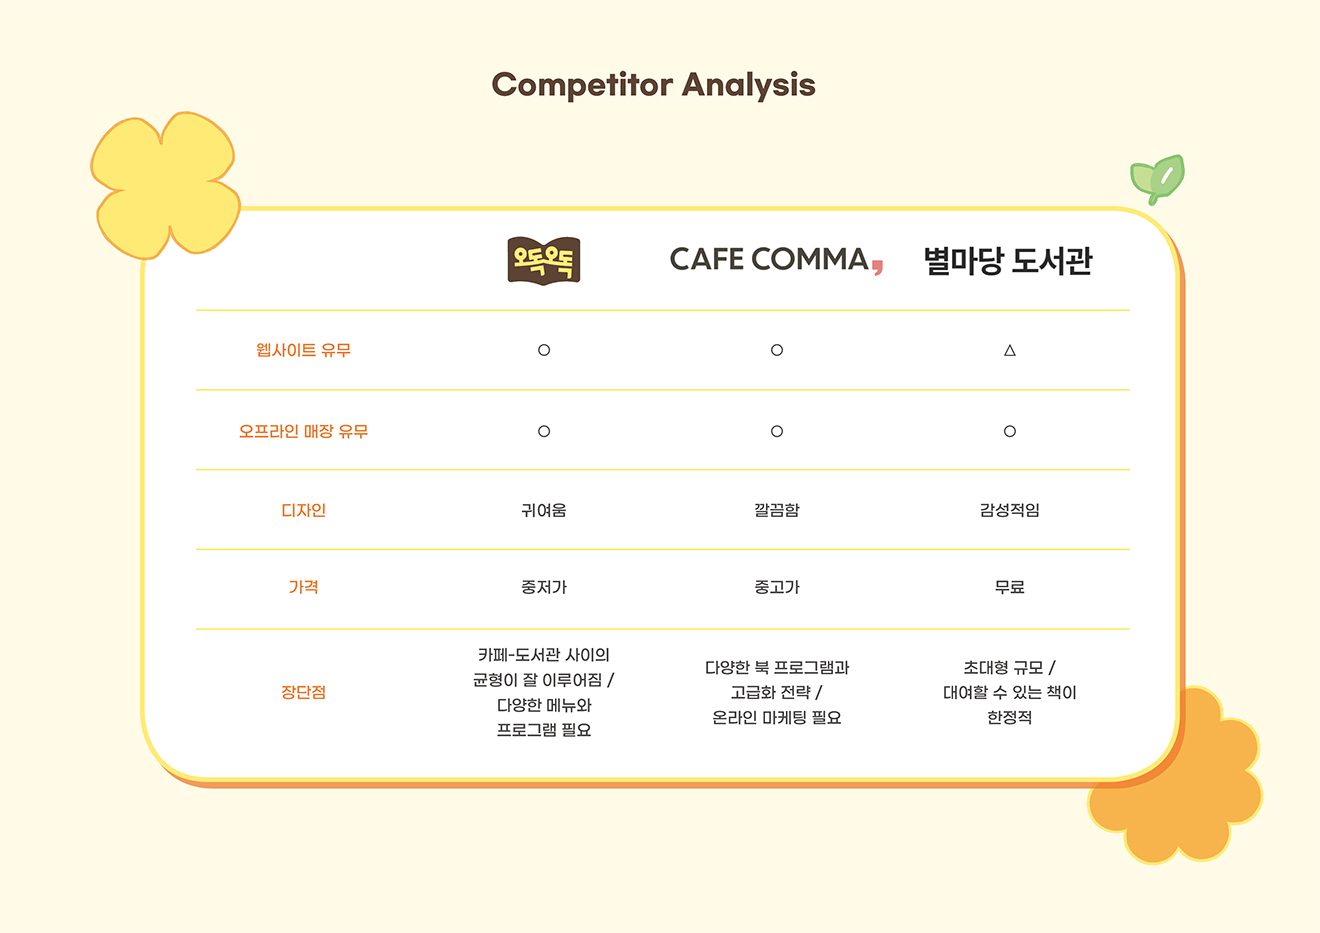 Competitor Analysis
오독오독 CAFE COMMA, 별마당 도서관
웹사이트 유무 ○ ○ △
오프라인 매장 유무 ○ ○ ○
디자인 귀여움 깔끔함 감성적임
가격 중저가 중고가 무료
장단점
카페-도서관 사이의
균형이 잘 이루어짐 /
다양한 메뉴와
프로그램 필요
다양한 북 프로그램과
고급화 전략 /
온라인 마케팅 필요
초대형 규모 /
대여할 수 있는 책이
한정적